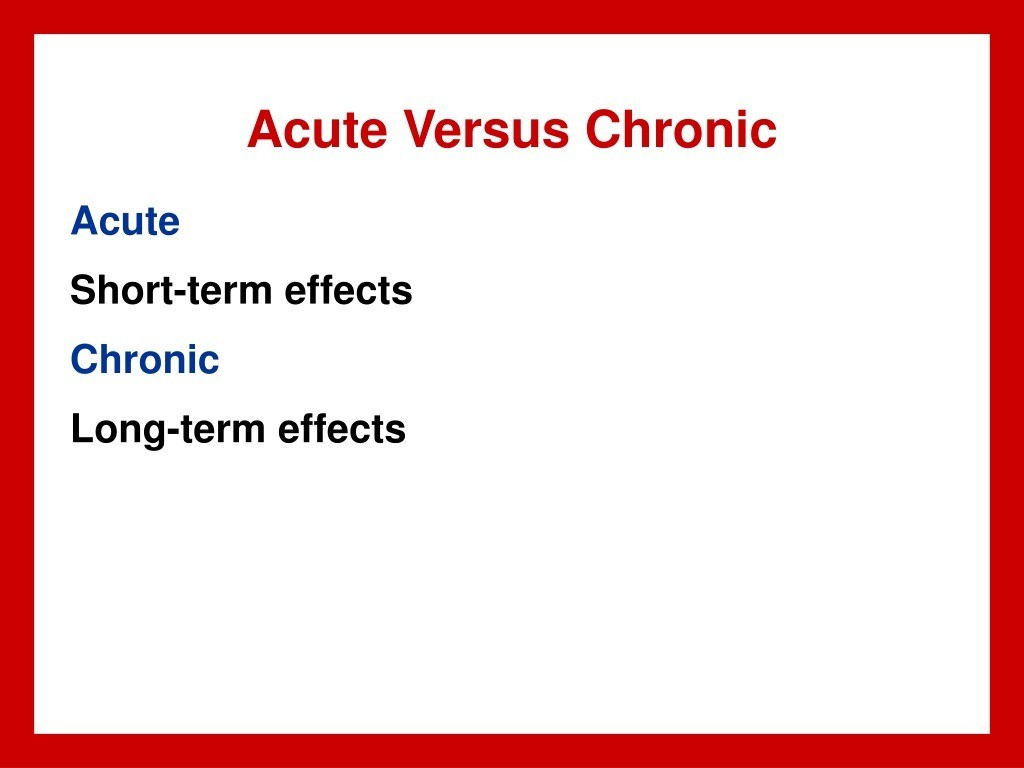 Acute Versus Chronic
Acute
Short-term effects
Chronic
Long-term effects